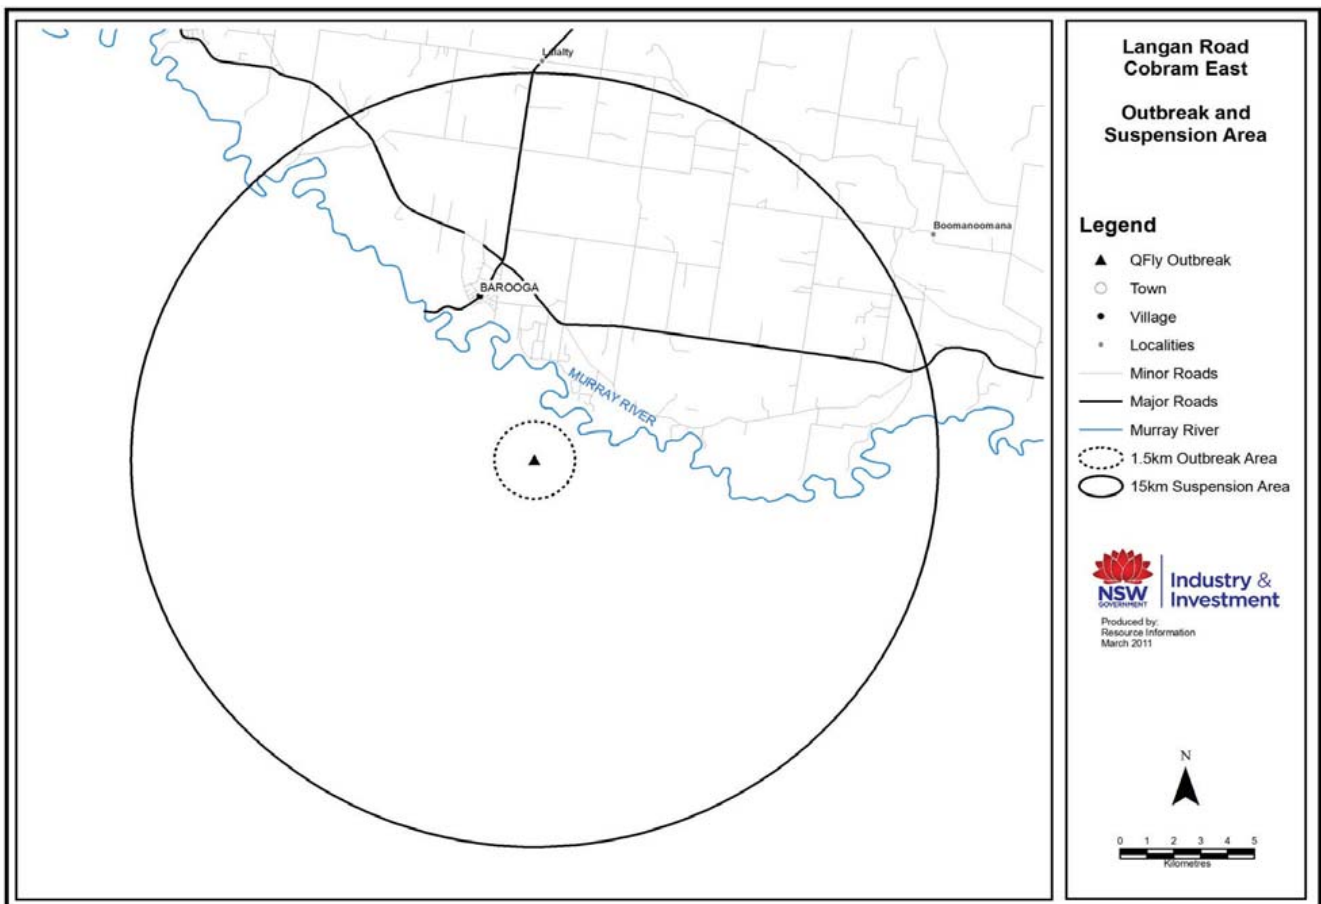 Lalalty
Boomanoomana
BAROOGA
MURRAY RIVER
Langan Road
Cobram East
Outbreak and
Suspension Area
Legend
QFly Outbreak
Town
Village
Localities
Minor Roads
Major Roads
Murray River
1.5km Outbreak Area
15km Suspension Area
NSW
GOVERNMENT
Industry &
Investment
Produced by:
Resource Information
March 2011
N
0 1 2 3 4 5
Kilometres